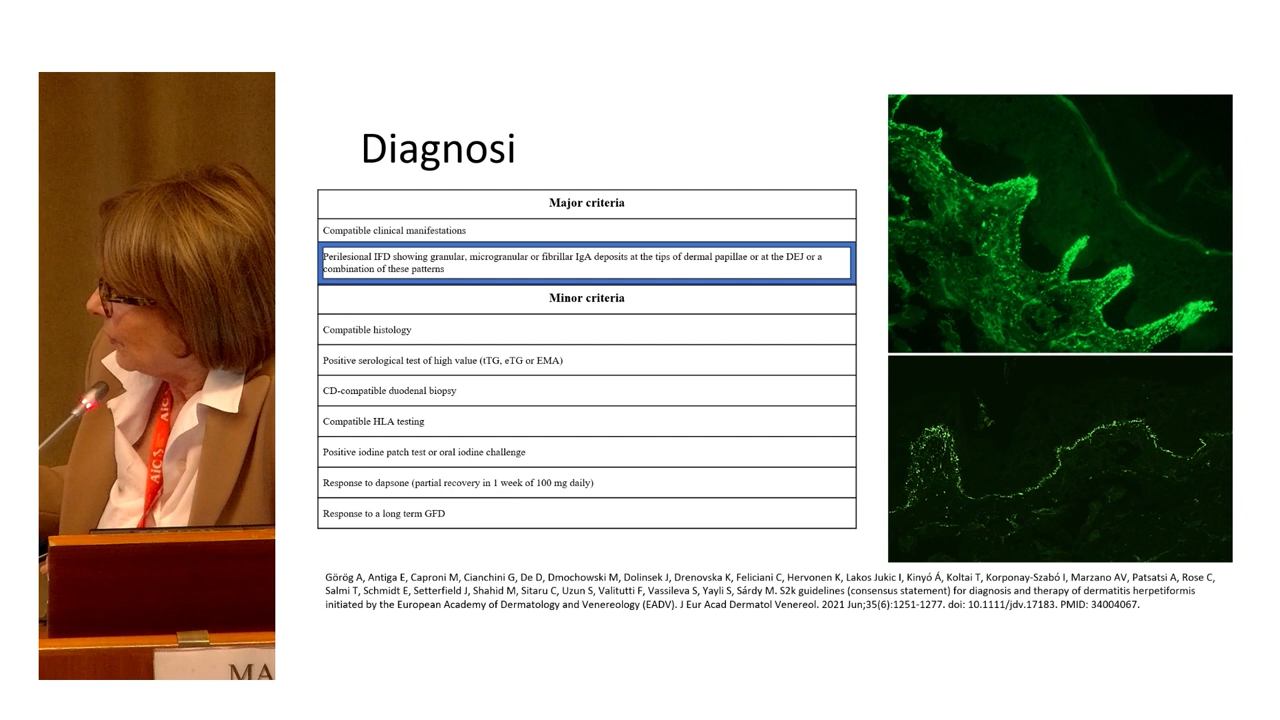 Diagnosi
Major criteria
Compatible clinical manifestations
Perilesional IFD showing granular, microgranular or fibrillar IgA deposits at the tips of dermal papillae or at the DEJ or a
combination of these patterns
Minor criteria
Compatible histology
Positive serological test of high value (tTG, eTG or EMA)
CD-compatible duodenal biopsy
Compatible HLA testing
Positive iodine patch test or oral iodine challenge
Response to dapsone (partial recovery in 1 week of 100 mg daily)
Response to a long term GFD
Görög A, Antiga E, Caproni M, Cianchini G, De D, Dmochowski M, Dolinsek J, Drenovska K, Feliciani C, Hervonen K, Lakos Jukic I, Kinyó Á, Koltai T, Korponay-Szabó I, Marzano AV, Patsatsi A, Rose C,
Salmi T, Schmidt E, Setterfield J, Shahid M, Sitaru C, Uzun S, Valitutti F, Vassileva S, Yayli S, Sárdy M. S2k guidelines (consensus statement) for diagnosis and therapy of dermatitis herpetiformis
initiated by the European Academy of Dermatology and Venereology (EADV). J Eur Acad Dermatol Venereol. 2021 Jun;35(6):1251-1277. doi: 10.1111/jdv.17183. PMID: 34004067.
AIC
AIC
MA